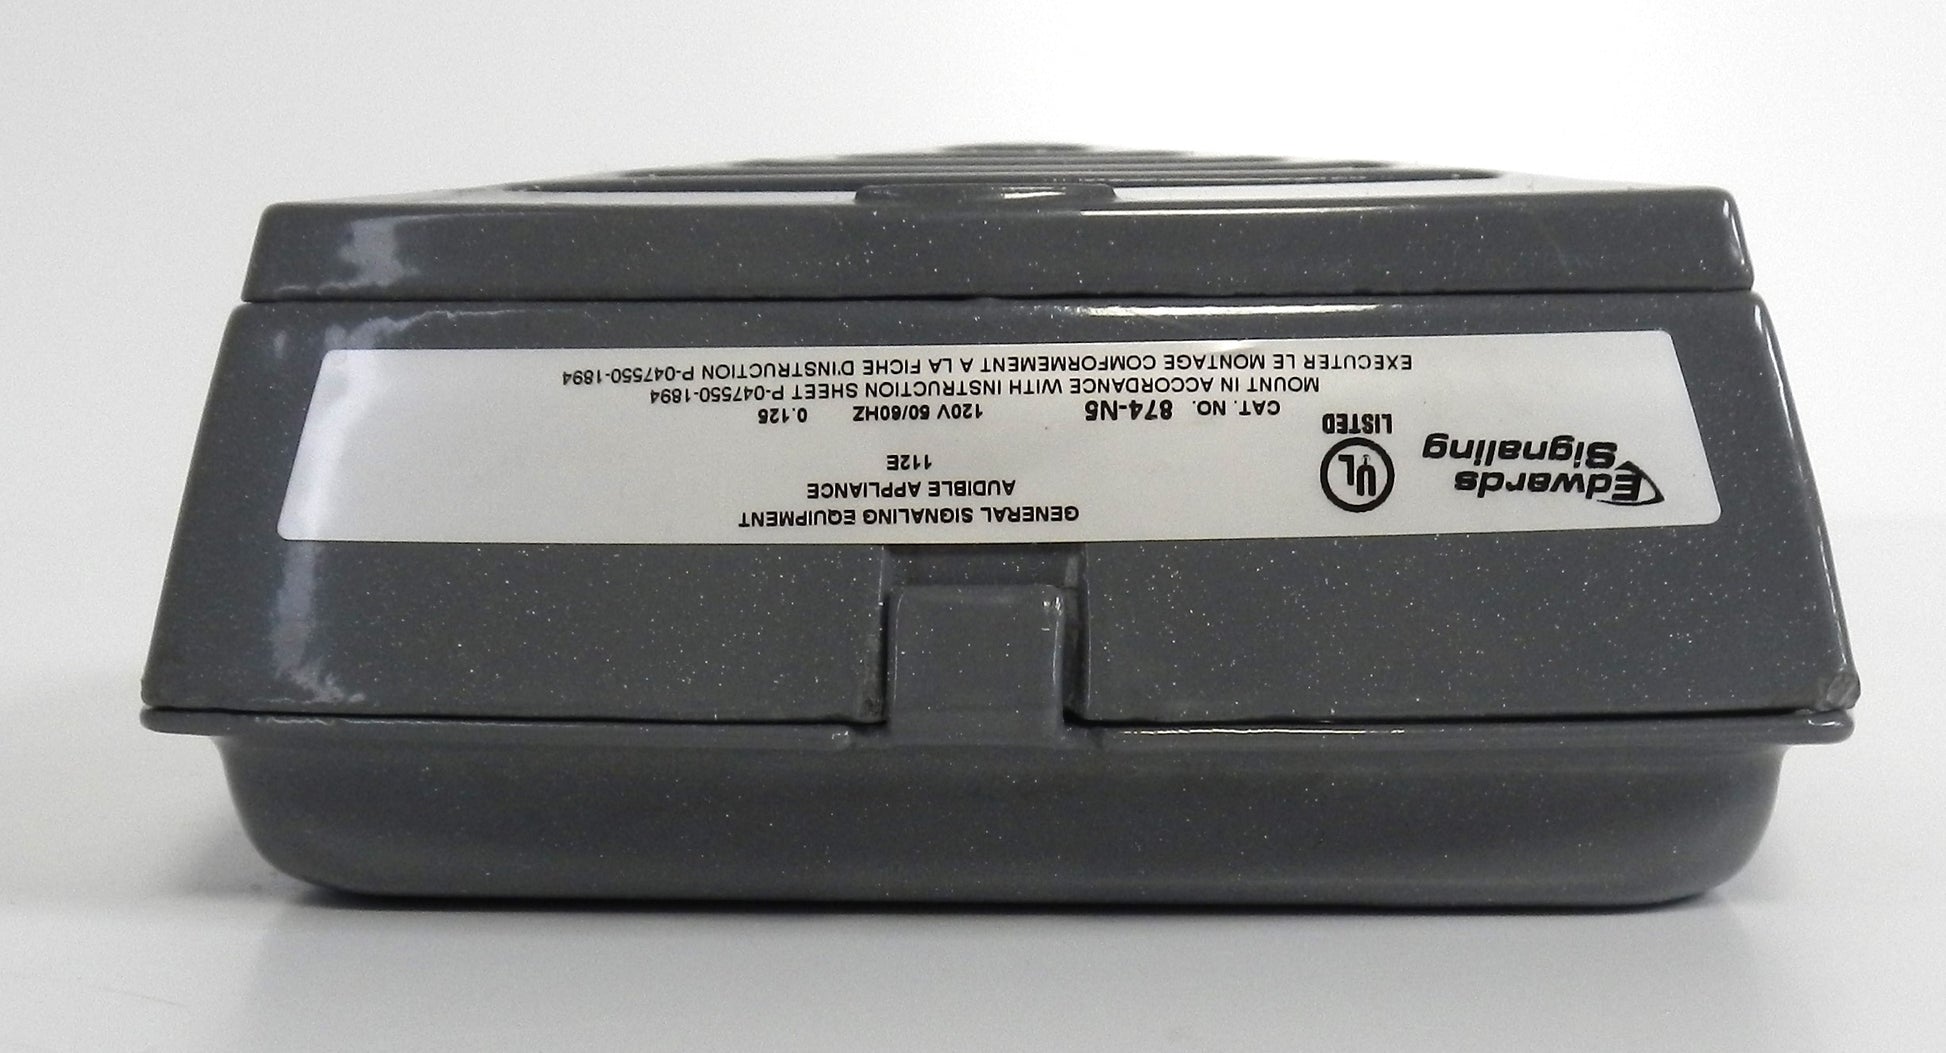 Edwards
Signaling
UL
LISTED
GENERAL SIGNALING EQUIPMENT
AUDIBLE APPLIANCE
112E
CAT. NO. 874-N5 120V 50/60HZ 0.125
MOUNT IN ACCORDANCE WITH INSTRUCTION SHEET P-047550-1894
EXECUTER LE MONTAGE COMFORMEMENT A LA FICHE D'INSTRUCTION P-047550-1894